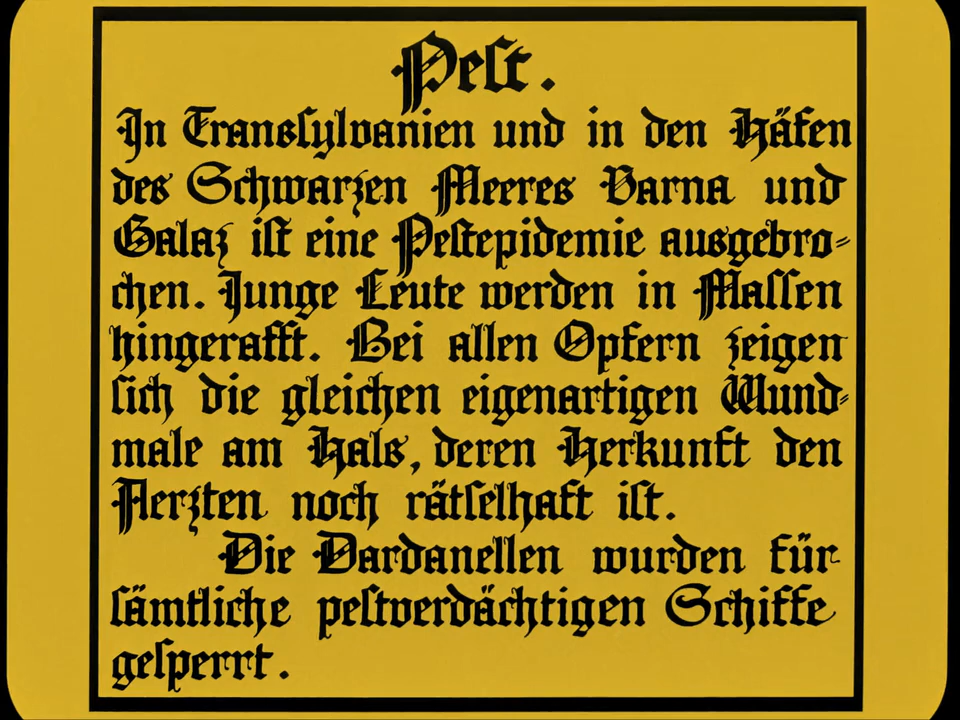 Pest.
In Transsylvanien und in den Häfen
des Schwarzen Meeres Varna und
Galaz ist eine Pestepidemie ausgebro-
chen. Junge Leute werden in Massen
hingerafft. Bei allen Opfern zeigen
sich die gleichen eigenartigen Wund-
male am Hals, deren Herkunft den
Aerzten noch rätselhaft ist.
Die Dardanellen wurden für
sämtliche pestverdächtigen Schiffe
gesperrt.